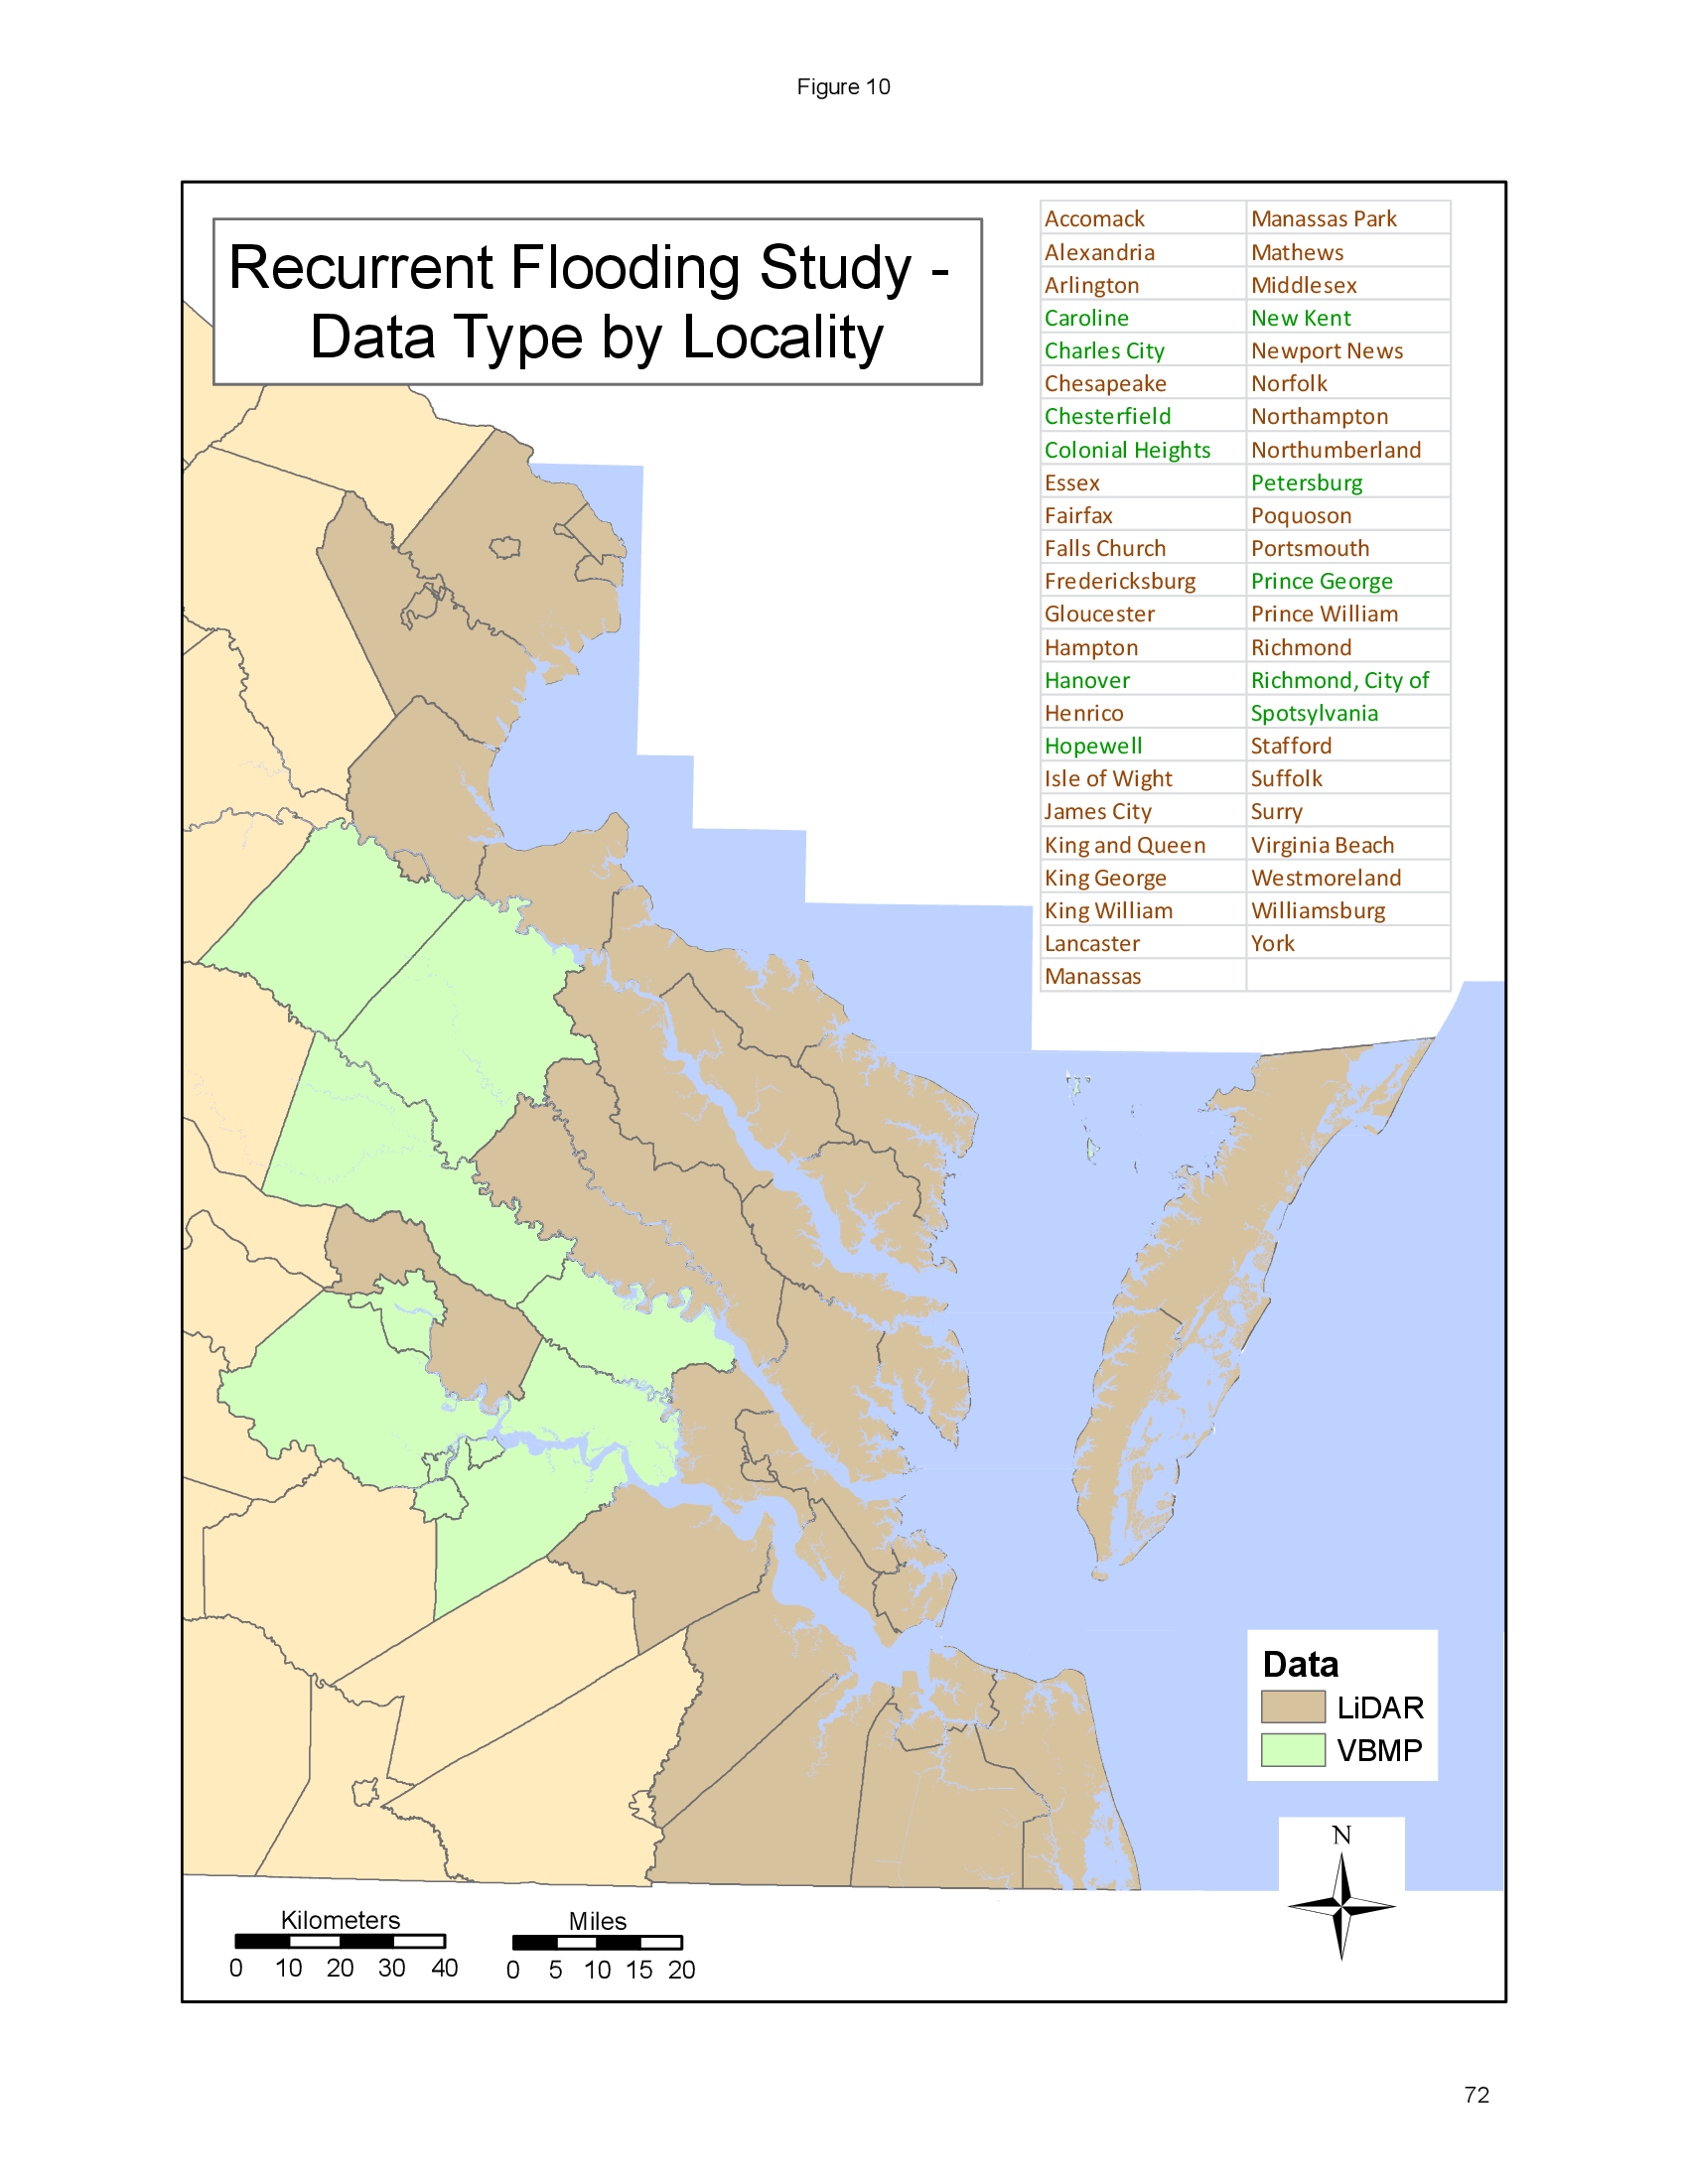 Figure 10
Recurrent Flooding Study -
Data Type by Locality
Accomack Manassas Park
Alexandria Mathews
Arlington Middlesex
Caroline New Kent
Charles City Newport News
Chesapeake Norfolk
Chesterfield Northampton
Colonial Heights Northumberland
Essex Petersburg
Fairfax Poquoson
Falls Church Portsmouth
Fredericksburg Prince George
Gloucester Prince William
Hampton Richmond
Hanover Richmond, City of
Henrico Spotsylvania
Hopewell Stafford
Isle of Wight Suffolk
James City Surry
King and Queen Virginia Beach
King George Westmoreland
King William Williamsburg
Lancaster York
Manassas
Data
LiDAR
VBMP
N
Kilometers Miles
0 10 20 30 40 0 5 10 15 20
72